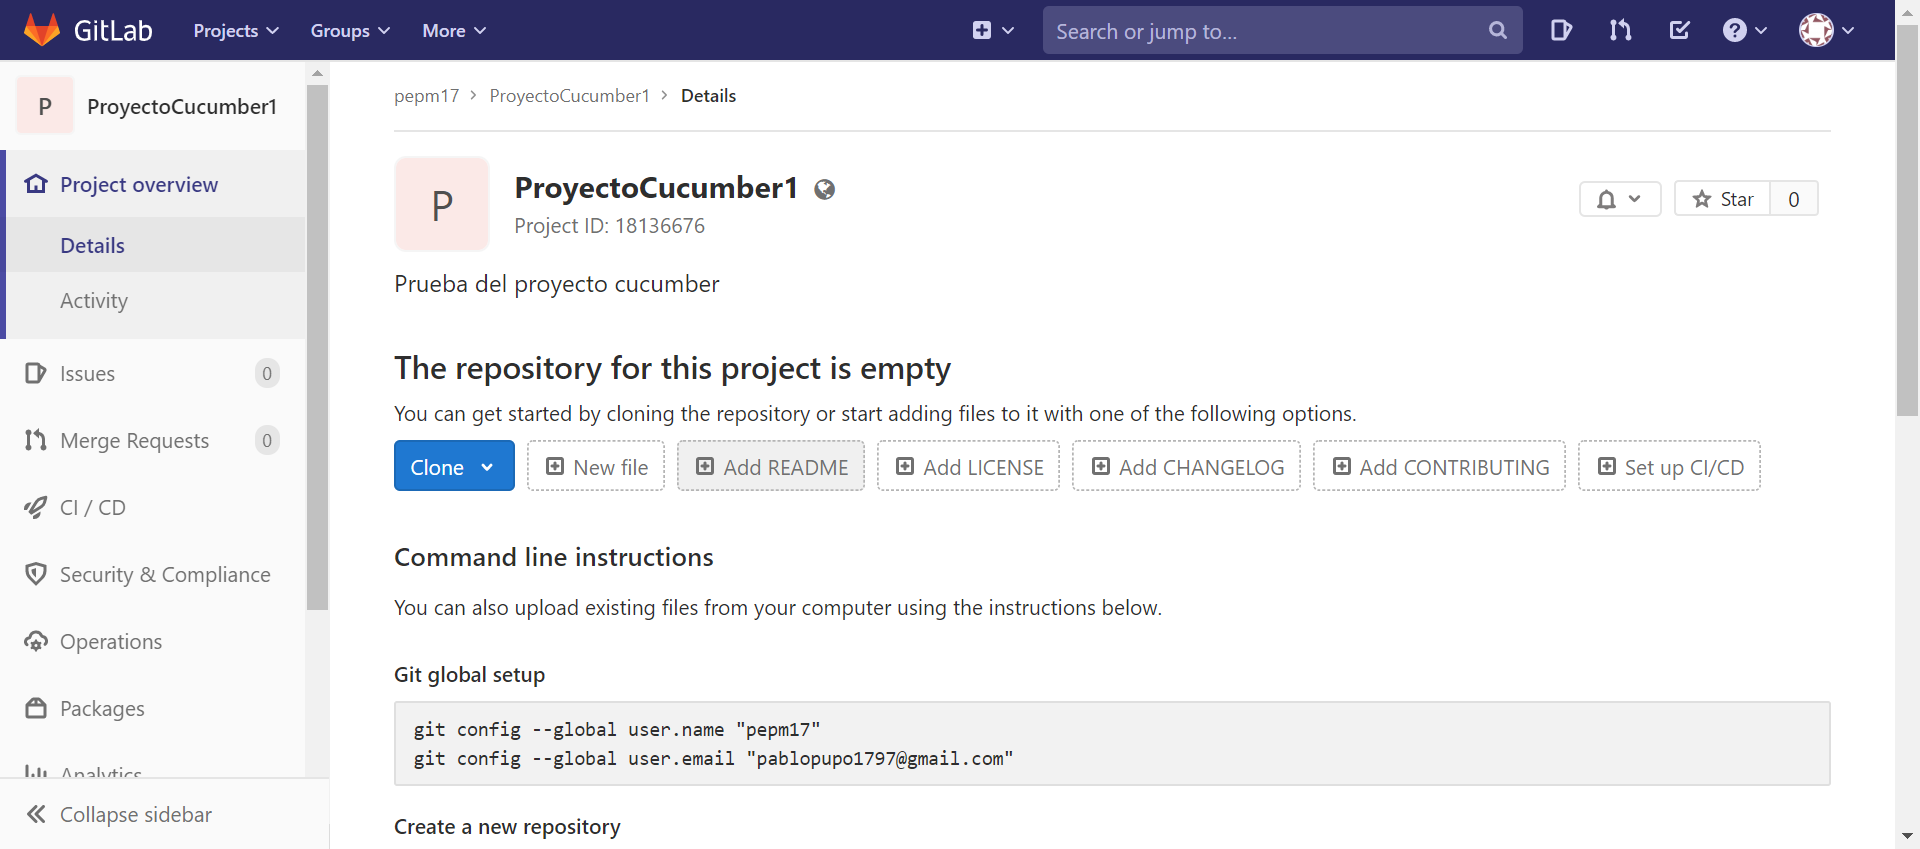 GitLab Projects Groups More Search or jump to...
P ProyectoCucumber1
Project overview
Details
Activity
Issues 0
Merge Requests 0
CI / CD
Security & Compliance
Operations
Packages
Analytics
Collapse sidebar
pepm17 > ProyectoCucumber1 > Details
P
ProyectoCucumber1
Project ID: 18136676
Star 0
Prueba del proyecto cucumber
The repository for this project is empty
You can get started by cloning the repository or start adding files to it with one of the following options.
Clone New file Add README Add LICENSE Add CHANGELOG Add CONTRIBUTING Set up CI/CD
Command line instructions
You can also upload existing files from your computer using the instructions below.
Git global setup
git config --global user.name "pepm17"
git config --global user.email "pablopupo1797@gmail.com"
Create a new repository